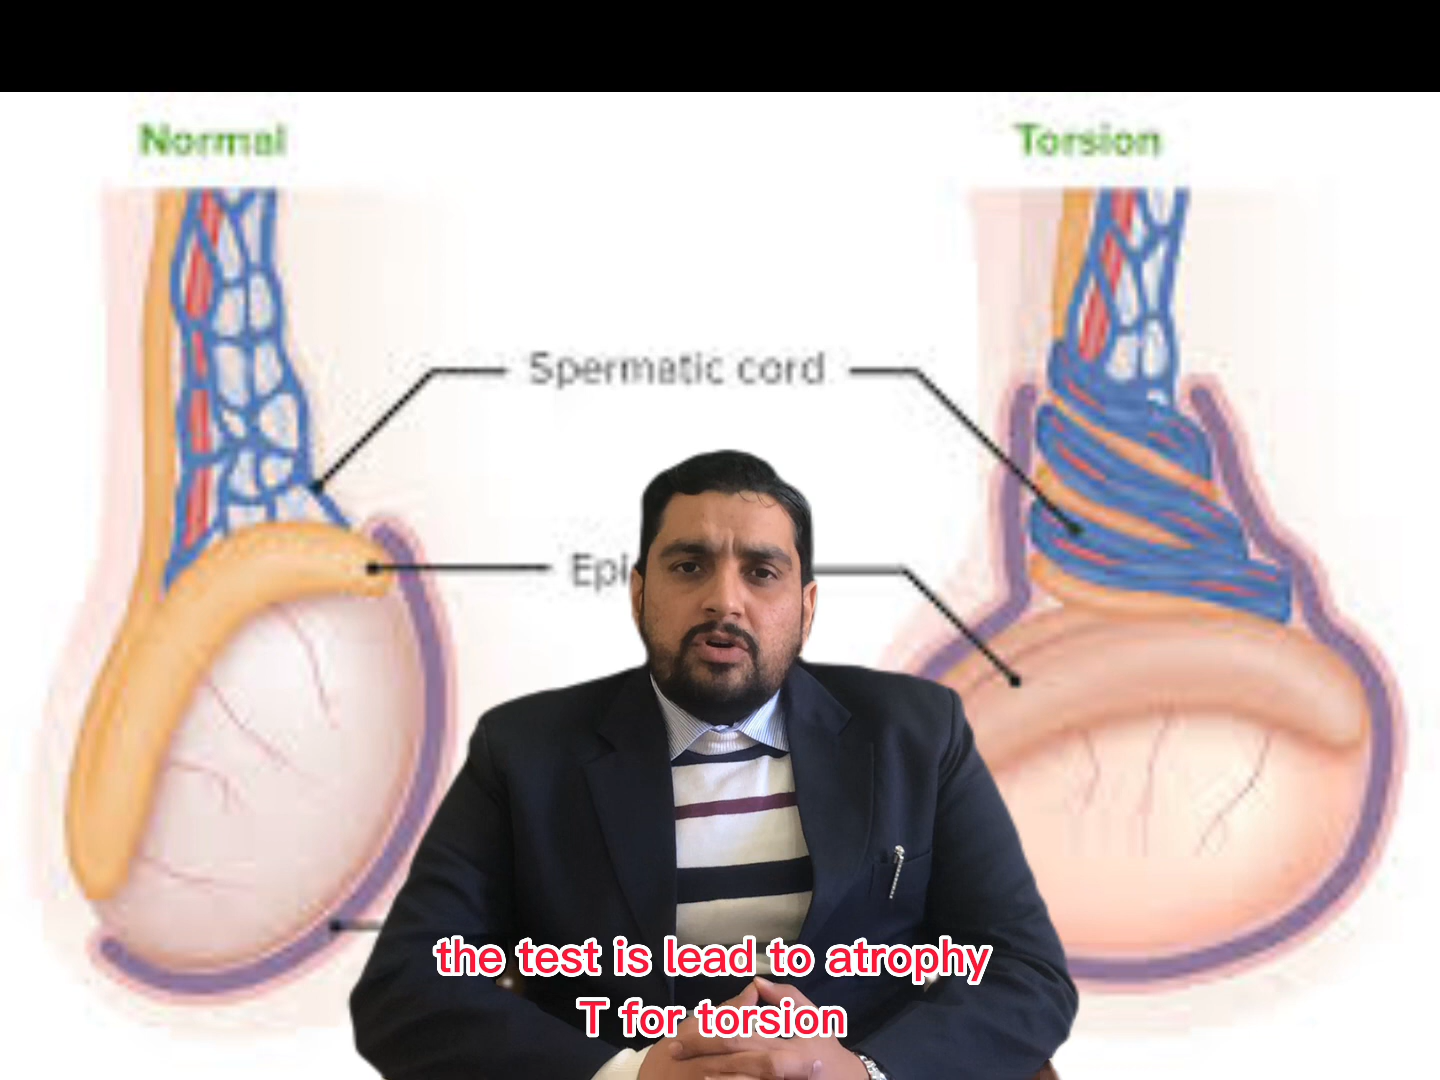 Normal
Torsion
Spermatic cord
Epi
the test is lead to atrophy
T for torsion